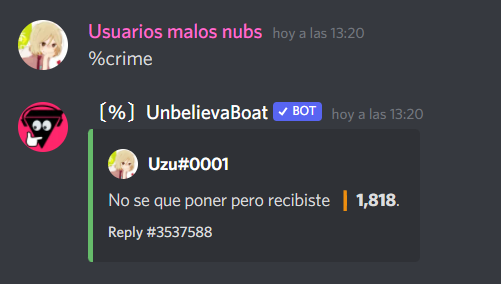 Usuarios malos nubs hoy a las 13:20
%crime
〔%〕UnbelievaBoat ✓ BOT hoy a las 13:20
Uzu#0001
No se que poner pero recibiste 1,818.
Reply #3537588